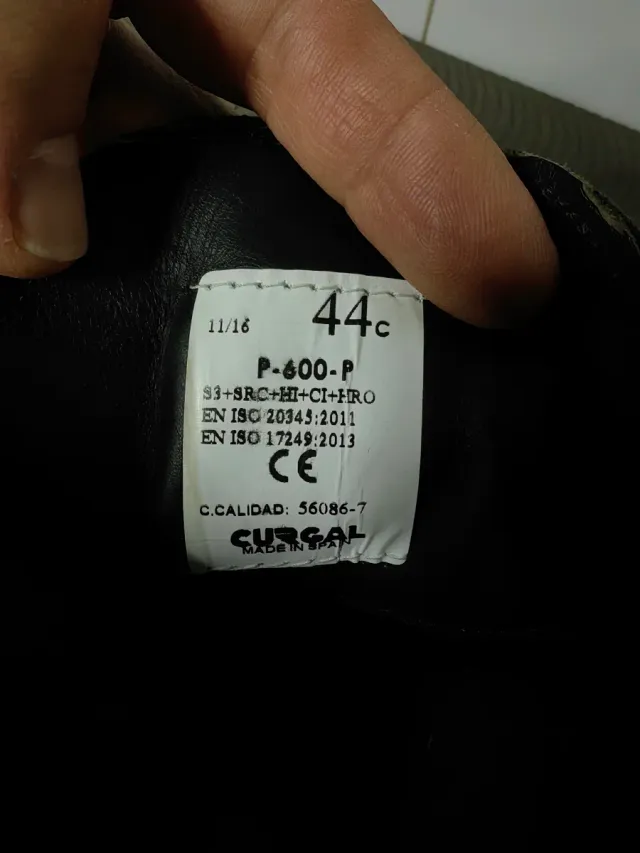 11/16 44c
P-600-P
S3+SRC+HI+CI+HRO
EN ISO 20345:2011
EN ISO 17249:2013
CE
C.CALIDAD: 56086-7
CURGAL
MADE IN SPAIN